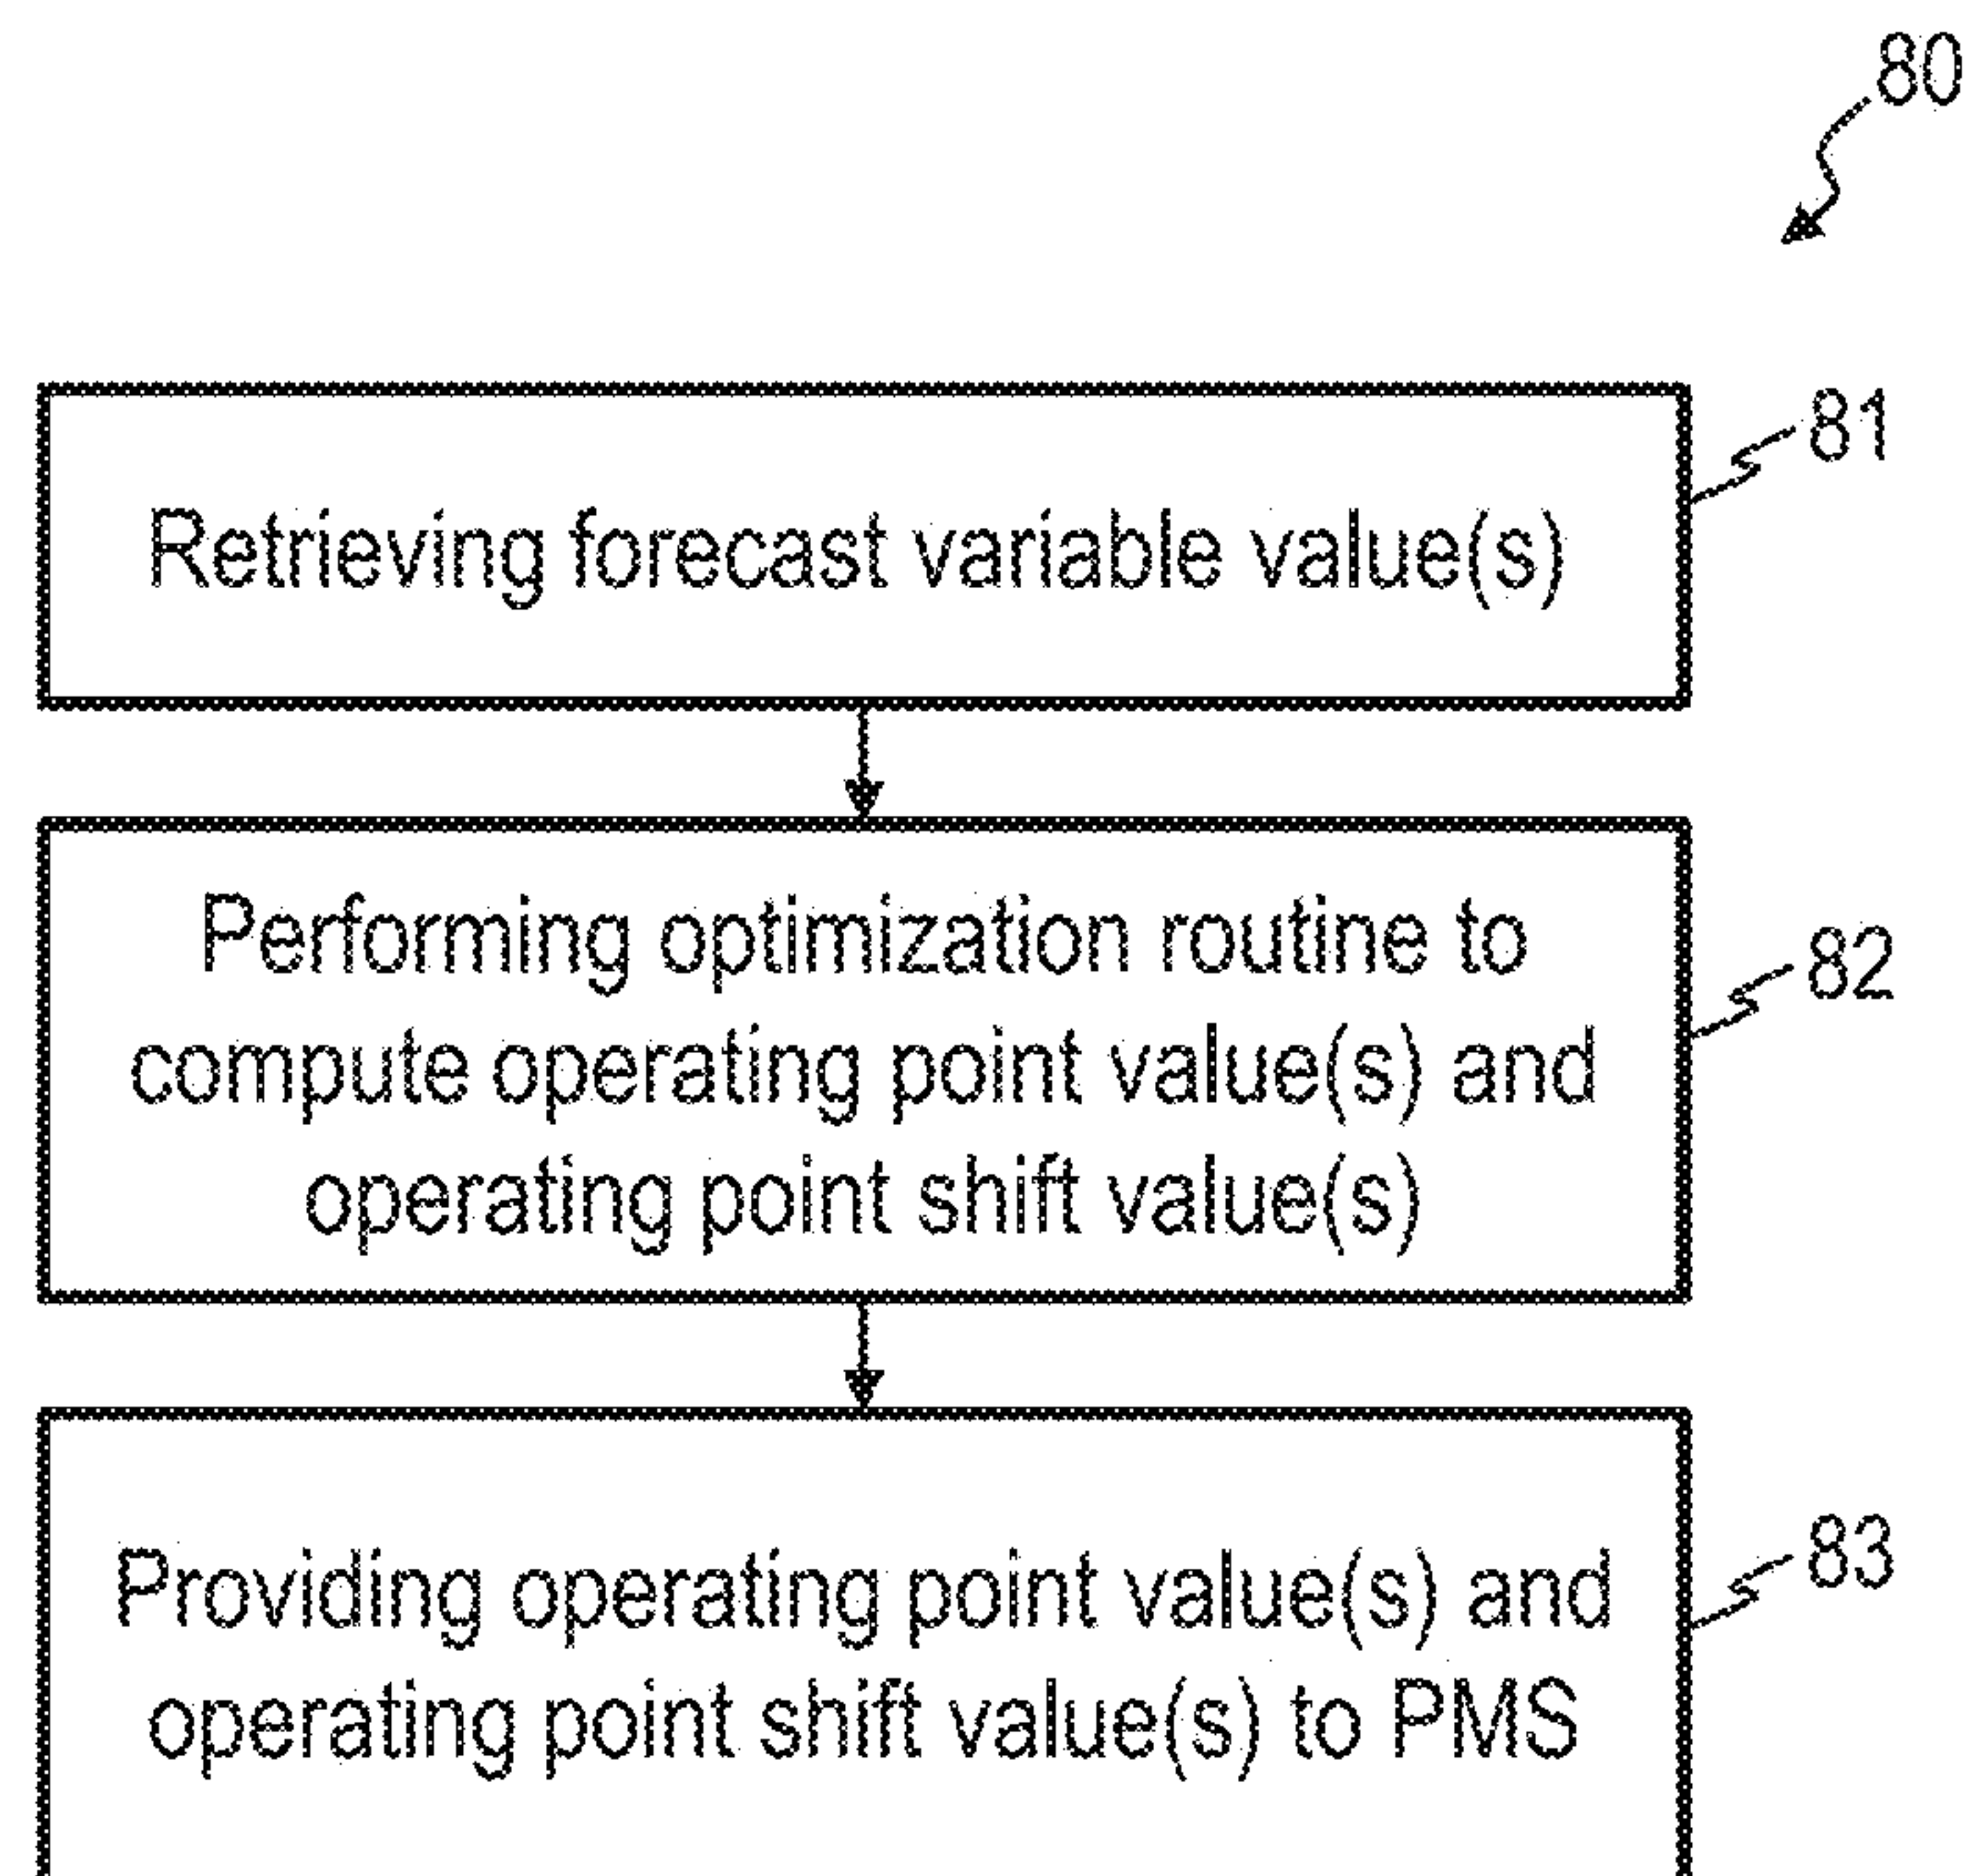 80
81
Retrieving forecast variable value(s)
Performing optimization routine to
82
compute operating point value(s) and
operating point shift value(s)
83
Providing operating point value(s) and
operating point shift value(s) to PMS